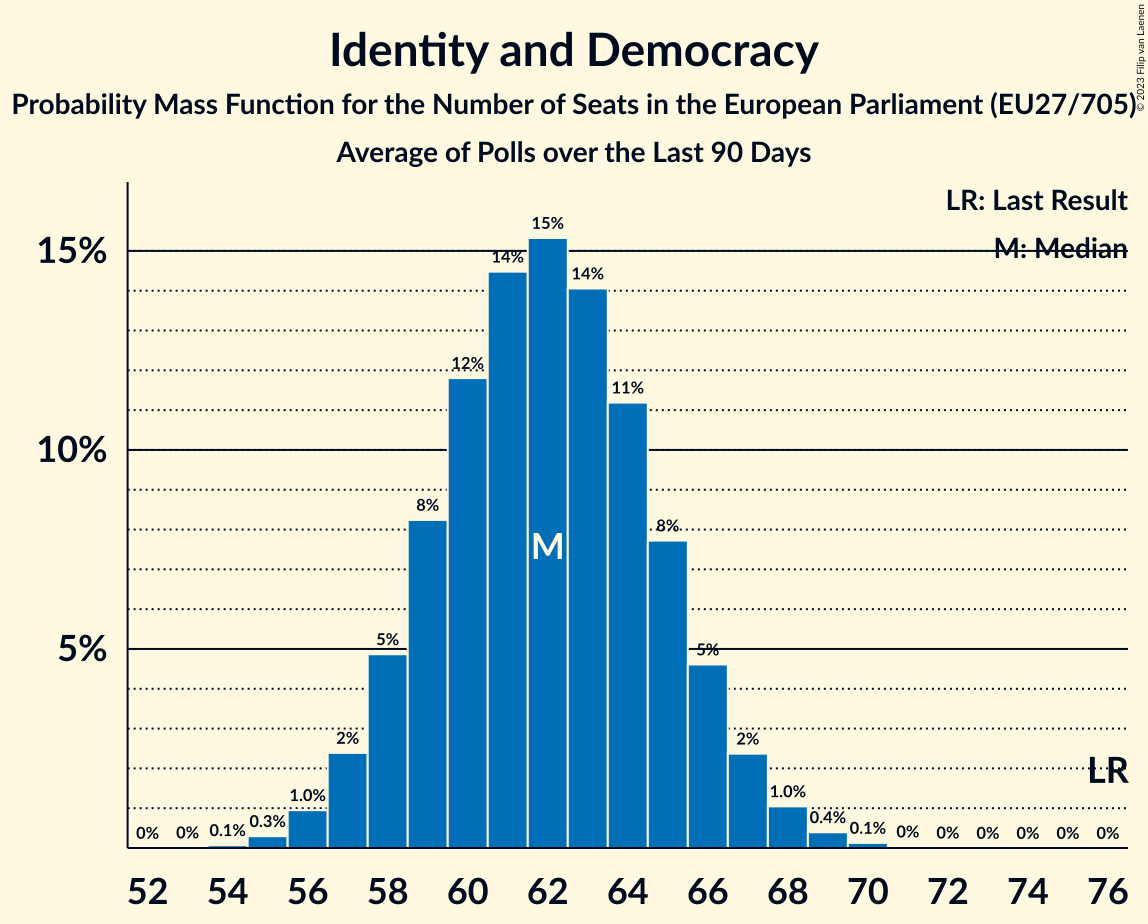 Identity and Democracy
Probability Mass Function for the Number of Seats in the European Parliament (EU27/705)
Average of Polls over the Last 90 Days
© 2023 Filip van Laenen
LR: Last Result
M: Median
15%
10%
5%
0% 0% 0.1% 0.3% 1.0% 2% 5% 8% 12% 14% 15% 14% 11% 8% 5% 2% 1.0% 0.4% 0.1% 0% 0% 0% 0% 0% 0%
M
LR
52 54 56 58 60 62 64 66 68 70 72 74 76